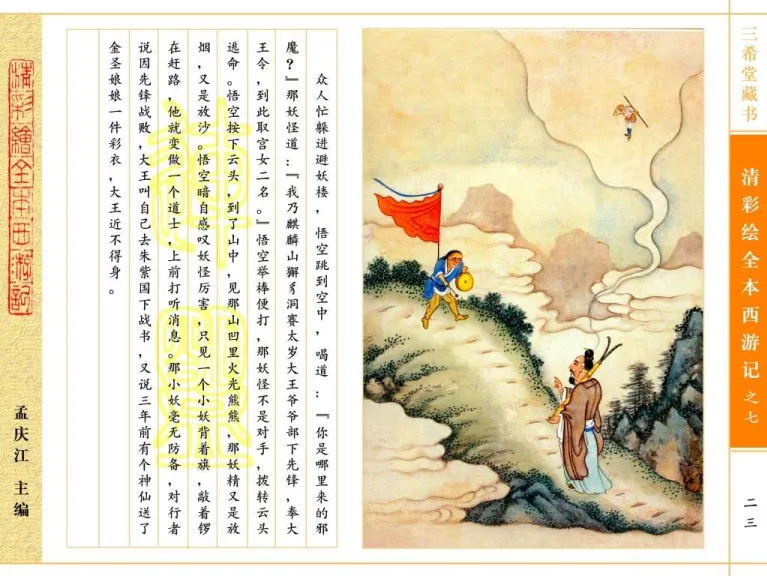 三希堂藏书
清彩绘全本西游记之七
二三
众人忙躲进避妖楼，悟空跳到空中，喝道：『你是哪里来的邪
魔？』那妖怪道：『我乃麒麟山獬豸洞赛太岁大王爷爷部下先锋，奉大
王令，到此取宫女二名。』悟空举棒便打，那妖怪不是对手，拨转云头
逃命。悟空按下云头，到了山中，见那山凹里火光熊熊，那妖精又是放
烟，又是放沙。悟空暗自感叹妖怪厉害，只见一个小妖背着旗，敲着锣
在赶路，他就变做一个道士，上前打听消息。那小妖毫无防备，对行者
说因先锋战败，大王叫自己去朱紫国下战书，又说三年前有个神仙送了
金圣娘娘一件彩衣，大王近不得身。
清彩繪全本西游記
孟庆江 主编